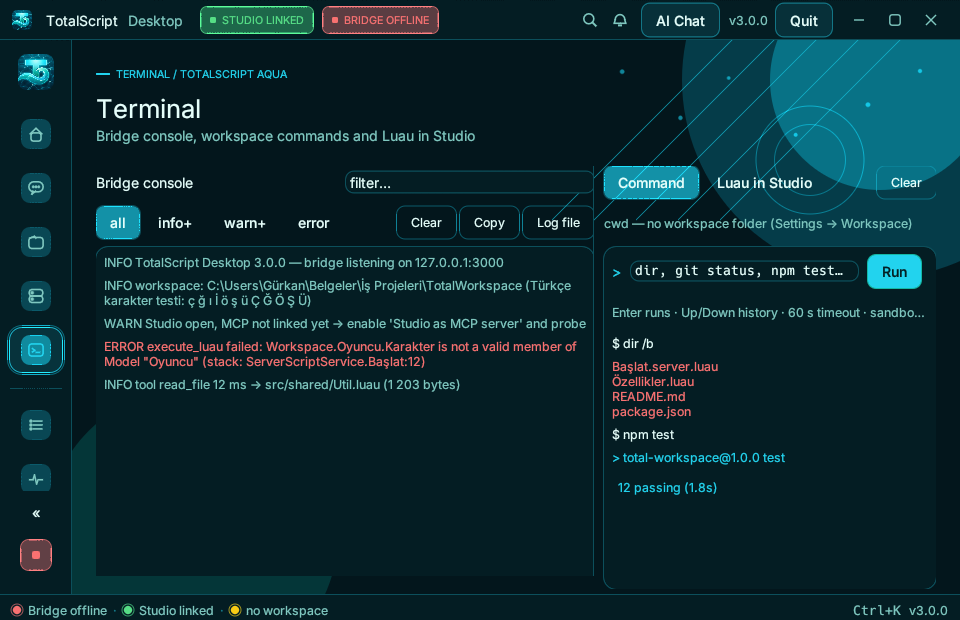 TotalScript Desktop STUDIO LINKED BRIDGE OFFLINE AI Chat v3.0.0 Quit
TERMINAL / TOTALSCRIPT AQUA
Terminal
Bridge console, workspace commands and Luau in Studio
Bridge console filter...
all info+ warn+ error Clear Copy Log file
INFO TotalScript Desktop 3.0.0 — bridge listening on 127.0.0.1:3000
INFO workspace: C:\Users\Gürkan\Belgeler\İş Projeleri\TotalWorkspace (Türkçe
karakter testi: ç ğ ı İ ö ş ü Ç Ğ Ö Ş Ü)
WARN Studio open, MCP not linked yet → enable 'Studio as MCP server' and probe
ERROR execute_luau failed: Workspace.Oyuncu.Karakter is not a valid member of
Model "Oyuncu" (stack: ServerScriptService.Başlat:12)
INFO tool read_file 12 ms → src/shared/Util.luau (1 203 bytes)
Command Luau in Studio Clear
cwd — no workspace folder (Settings → Workspace)
> dir, git status, npm test… Run
Enter runs · Up/Down history · 60 s timeout · sandbo...
$ dir /b
Başlat.server.luau
Özellikler.luau
README.md
package.json
$ npm test
> total-workspace@1.0.0 test
12 passing (1.8s)
«
Bridge offline · Studio linked · no workspace Ctrl+K v3.0.0